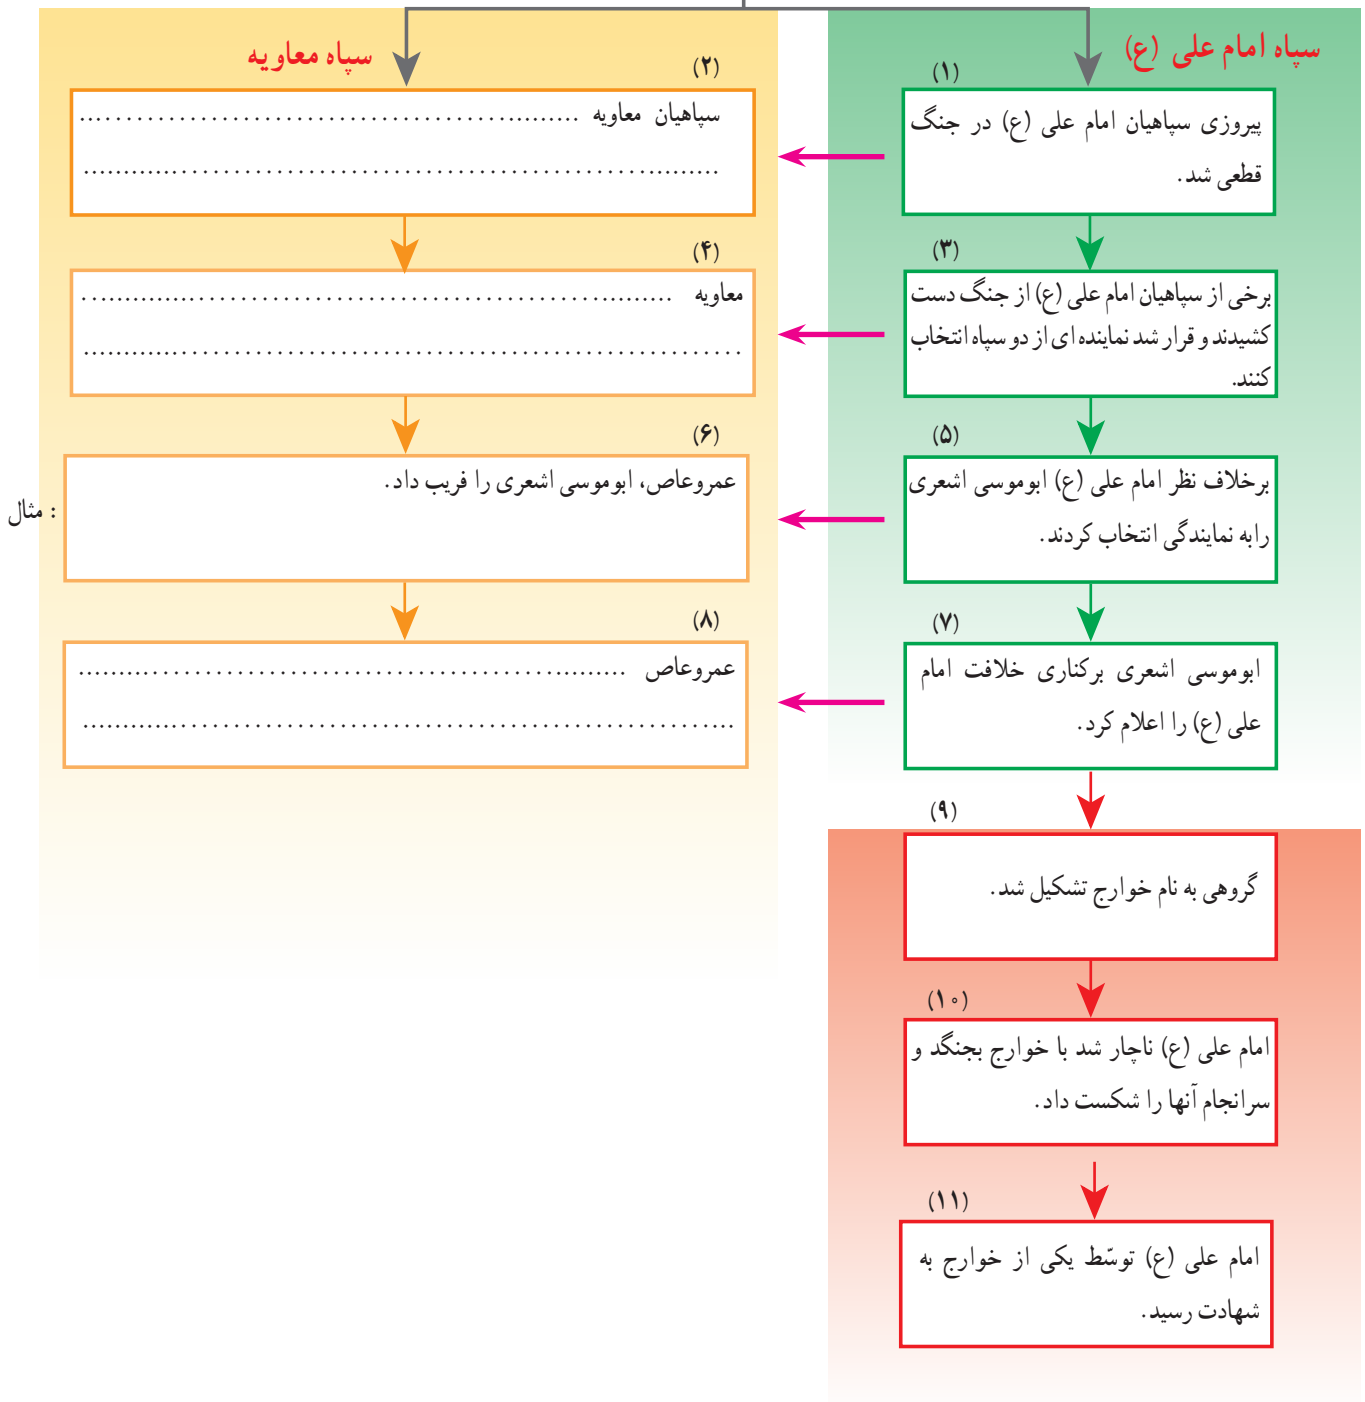 سپاه امام علی (ع)
سپاه معاویه
(۱)
پیروزی سپاهیان امام علی (ع) در جنگ
قطعی شد.
(۲)
سپاهیان معاویه ................................................
................................................
(۳)
برخی از سپاهیان امام علی (ع) از جنگ دست
کشیدند و قرار شد نماینده ای از دو سپاه انتخاب
کنند.
(۴)
معاویه ................................................
................................................
(۵)
برخلاف نظر امام علی (ع) ابوموسی اشعری
رابه نمایندگی انتخاب کردند.
(۶)
عمروعاص، ابوموسی اشعری را فریب داد.
مثال :
(۷)
ابوموسی اشعری برکناری خلافت امام
علی (ع) را اعلام کرد.
(۸)
عمروعاص ................................................
................................................
(۹)
گروهی به نام خوارج تشکیل شد.
(۱۰)
امام علی (ع) ناچار شد با خوارج بجنگد و
سرانجام آنها را شکست داد.
(۱۱)
امام علی (ع) توسّط یکی از خوارج به
شهادت رسید.